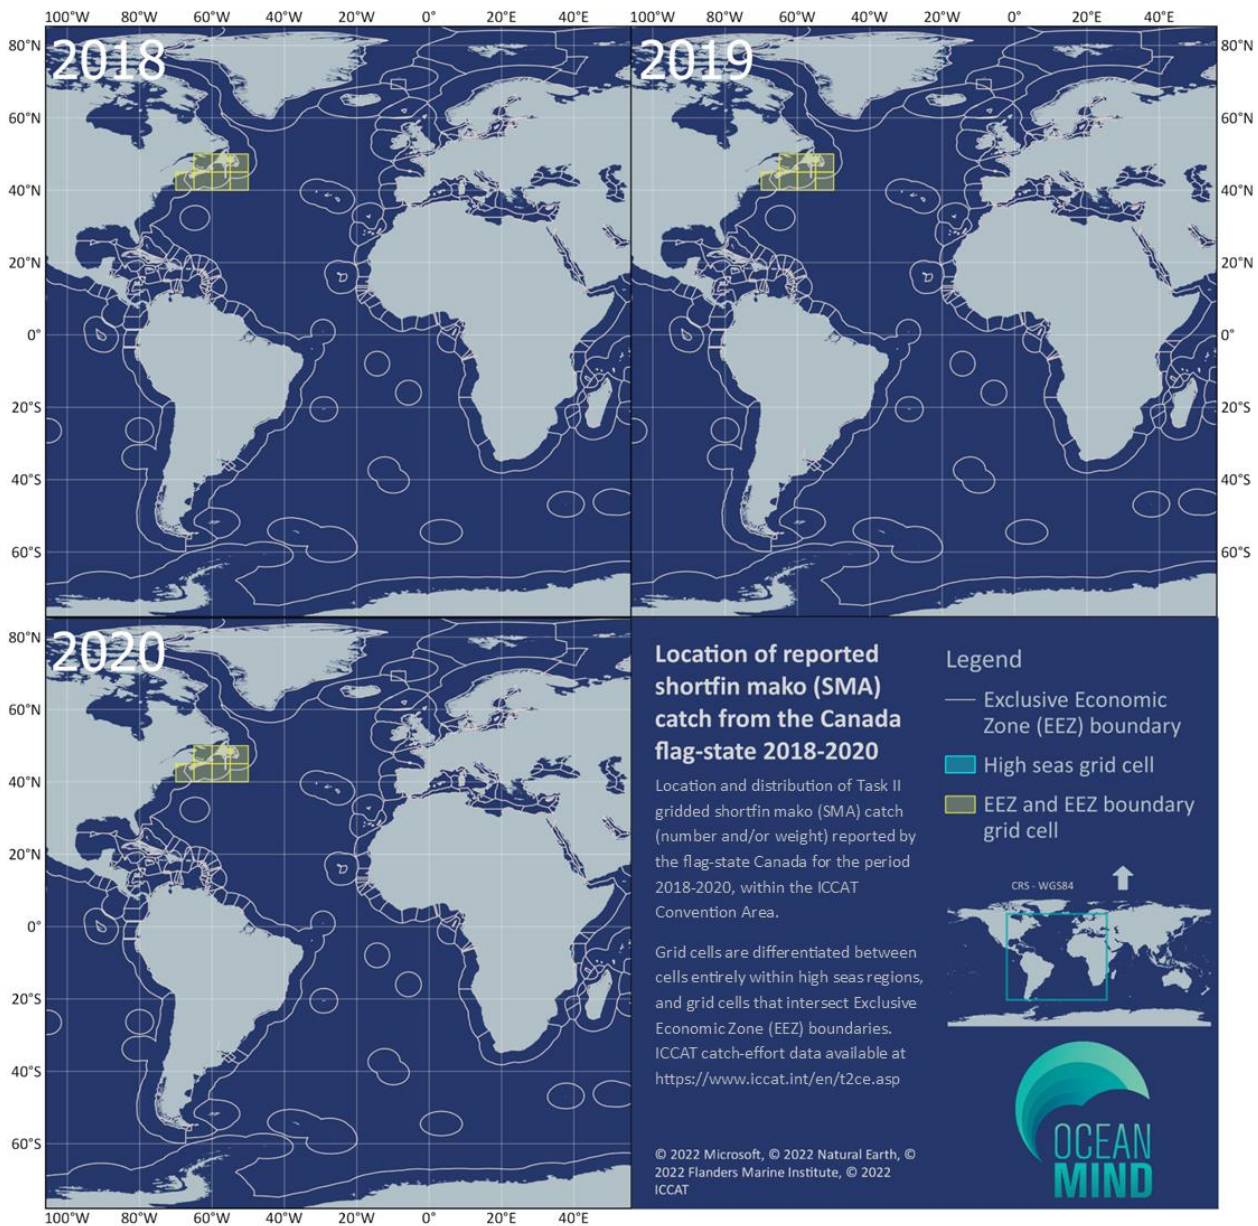 100°W 80°W 60°W 40°W 20°W 0° 20°E 40°E 100°W 80°W 60°W 40°W 20°W 0° 20°E 40°E
80°N 2018 2019 80°N
60°N 60°N
40°N 40°N
20°N 20°N
0° 0°
20°S 20°S
40°S 40°S
60°S 60°S
80°N 2020
60°N
40°N
20°N
0°
20°S
40°S
60°S
100°W 80°W 60°W 40°W 20°W 0° 20°E 40°E
Location of reported
shortfin mako (SMA)
catch from the Canada
flag-state 2018-2020
Location and distribution of Task II
gridded shortfin mako (SMA) catch
(number and/or weight) reported by
the flag-state Canada for the period
2018-2020, within the ICCAT
Convention Area.
Grid cells are differentiated between
cells entirely within high seas regions,
and grid cells that intersect Exclusive
Economic Zone (EEZ) boundaries.
ICCAT catch-effort data available at
https://www.iccat.int/en/t2ce.asp
© 2022 Microsoft, © 2022 Natural Earth, ©
2022 Flanders Marine Institute, © 2022
ICCAT
Legend
Exclusive Economic
Zone (EEZ) boundary
High seas grid cell
EEZ and EEZ boundary
grid cell
CRS - WGS84
OCEAN
MIND